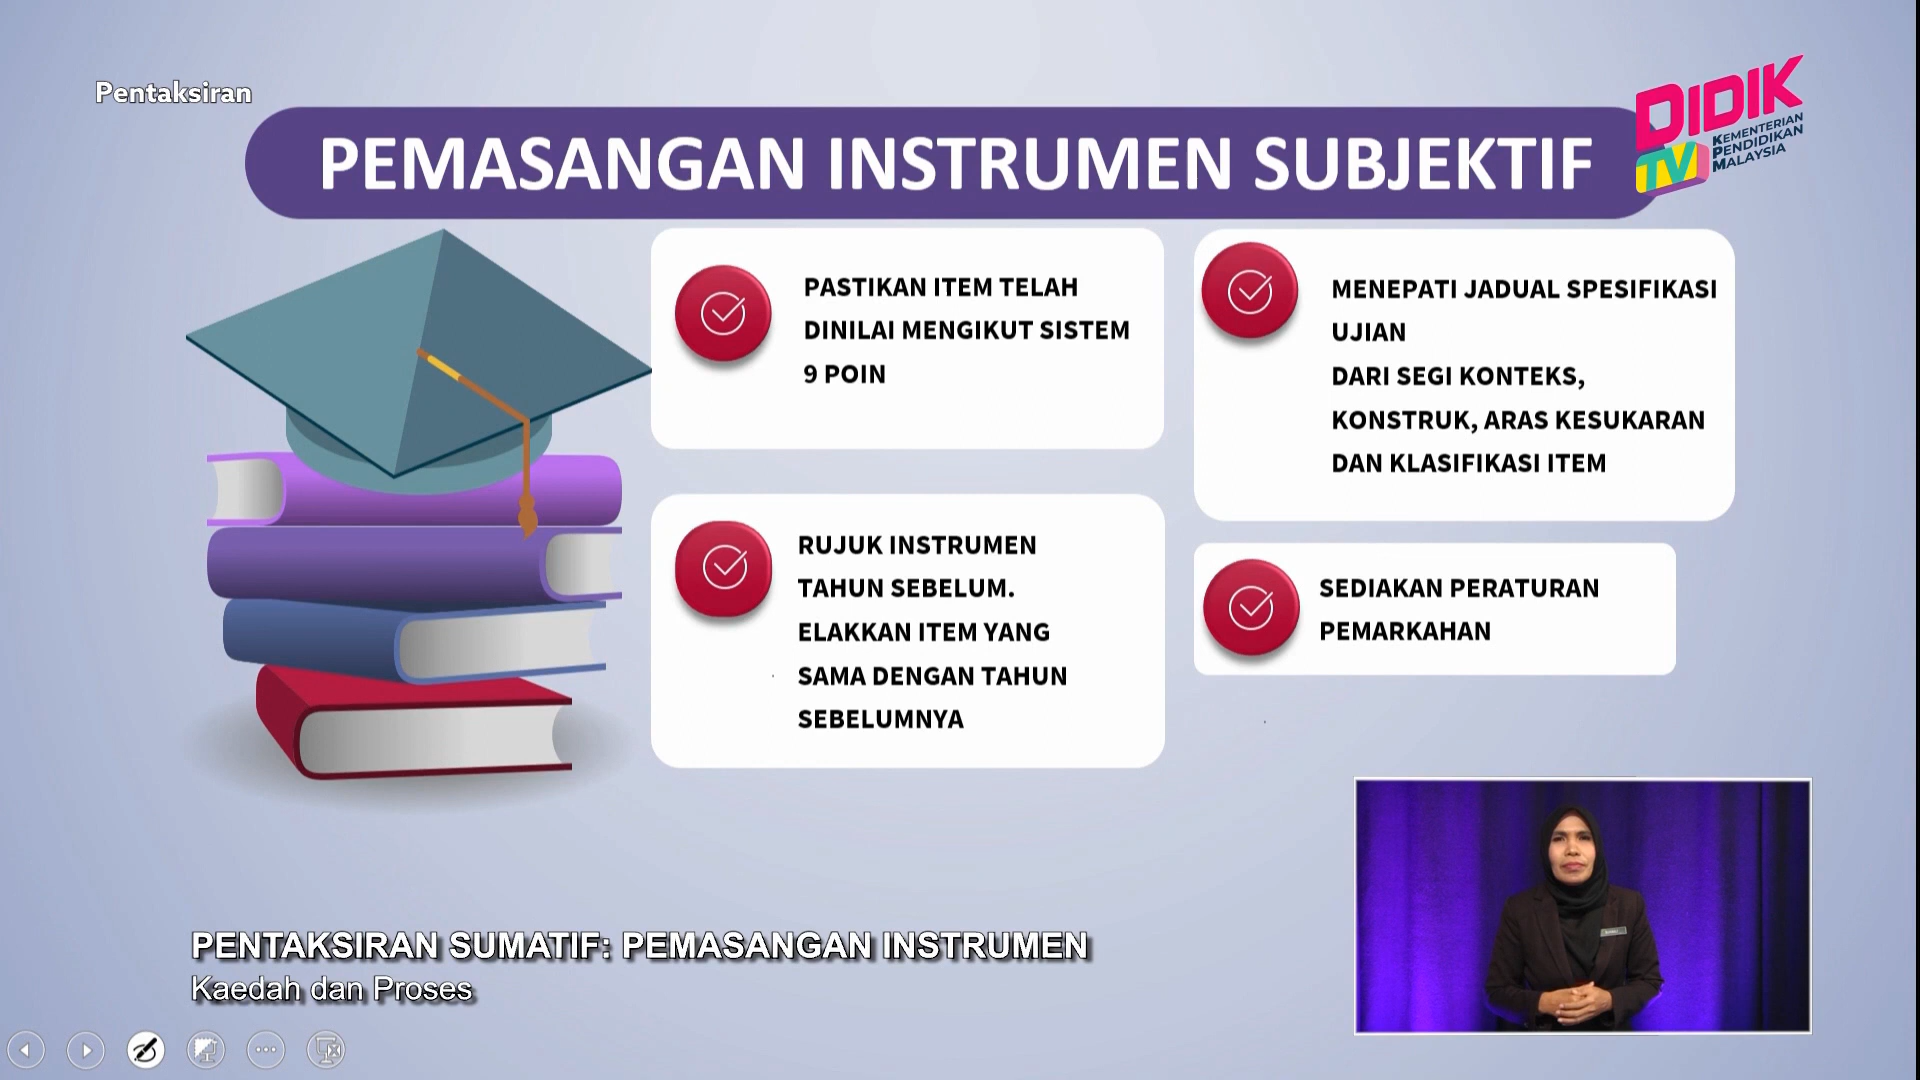 Pentaksiran
PEMASANGAN INSTRUMEN SUBJEKTIF
DIDIK
TV
KEMENTERIAN
PENDIDIKAN
MALAYSIA
PASTIKAN ITEM TELAH
DINILAI MENGIKUT SISTEM
9 POIN
MENEPATI JADUAL SPESIFIKASI
UJIAN
DARI SEGI KONTEKS,
KONSTRUK, ARAS KESUKARAN
DAN KLASIFIKASI ITEM
RUJUK INSTRUMEN
TAHUN SEBELUM.
ELAKKAN ITEM YANG
SAMA DENGAN TAHUN
SEBELUMNYA
SEDIAKAN PERATURAN
PEMARKAHAN
PENTAKSIRAN SUMATIF: PEMASANGAN INSTRUMEN
Kaedah dan Proses